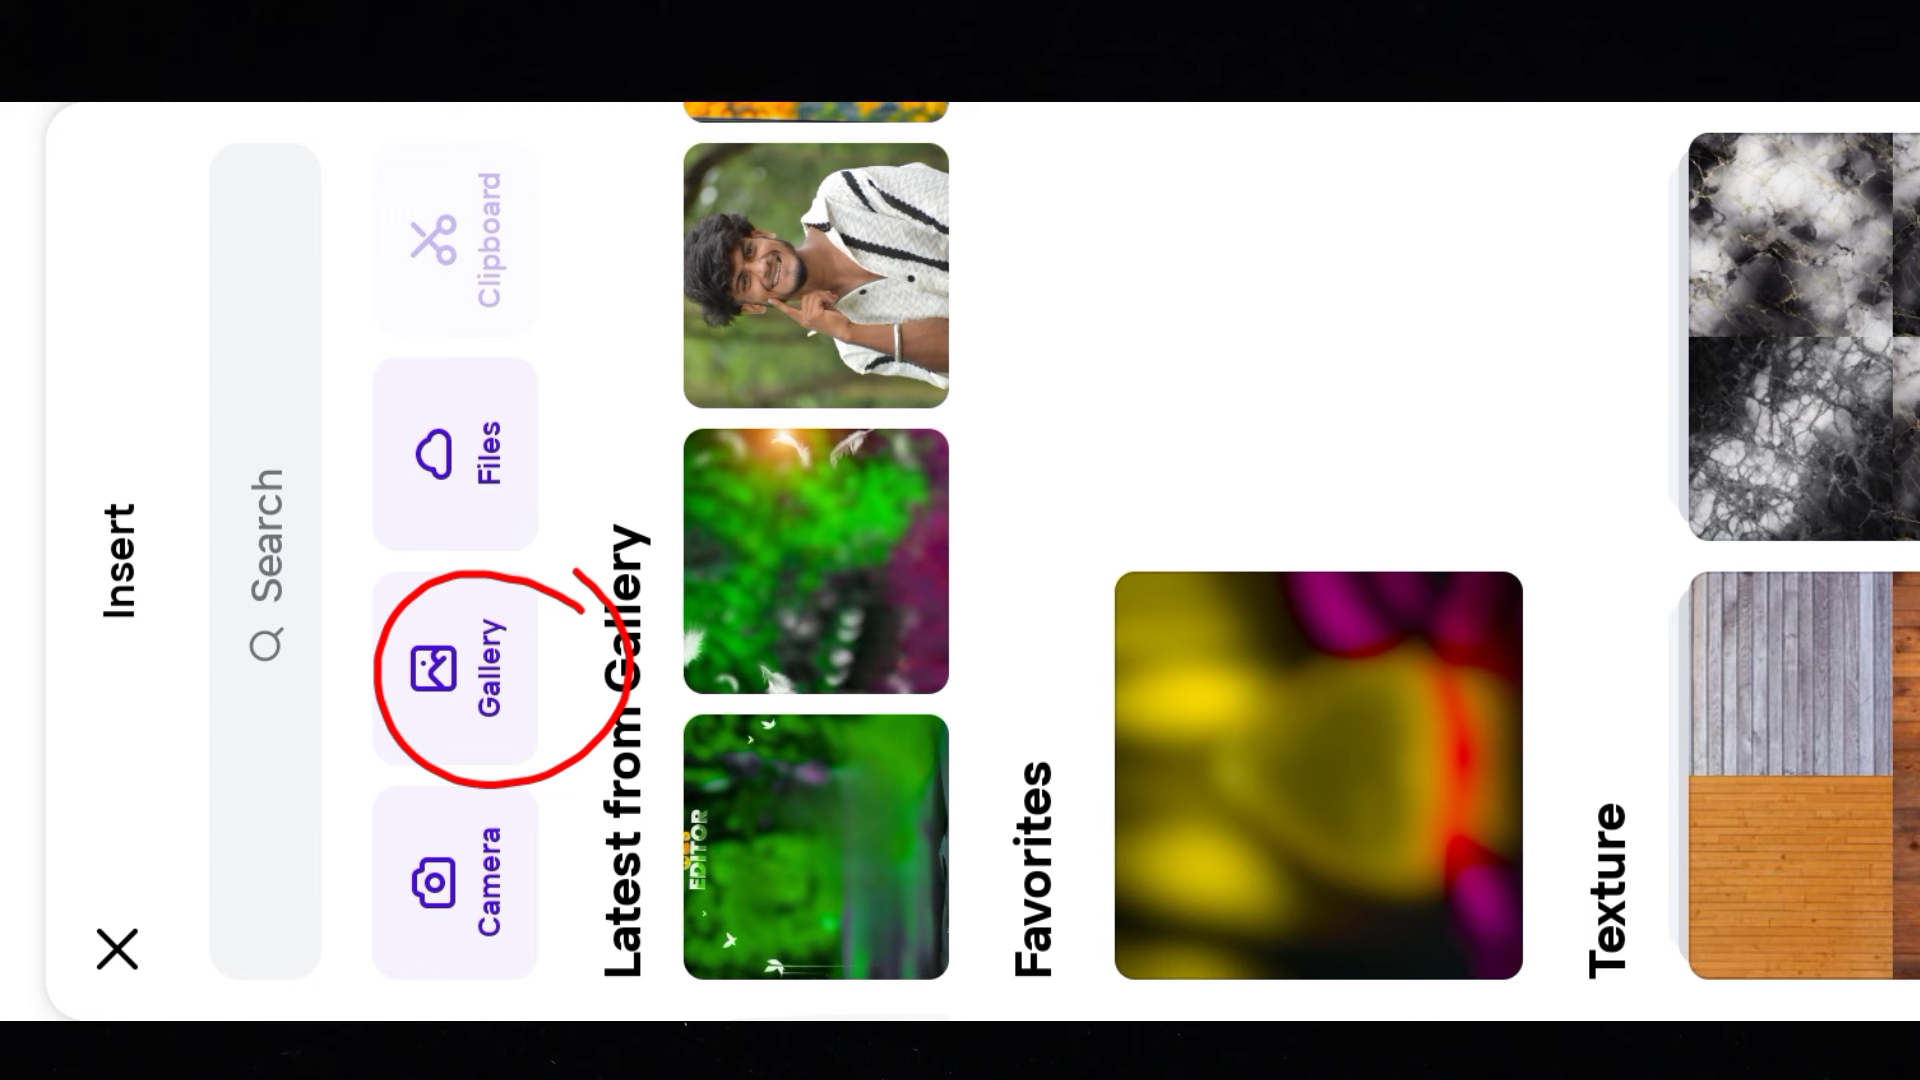 Insert
Search
Camera
Gallery
Files
Clipboard
Latest from Gallery
EDITOR
Favorites
Texture